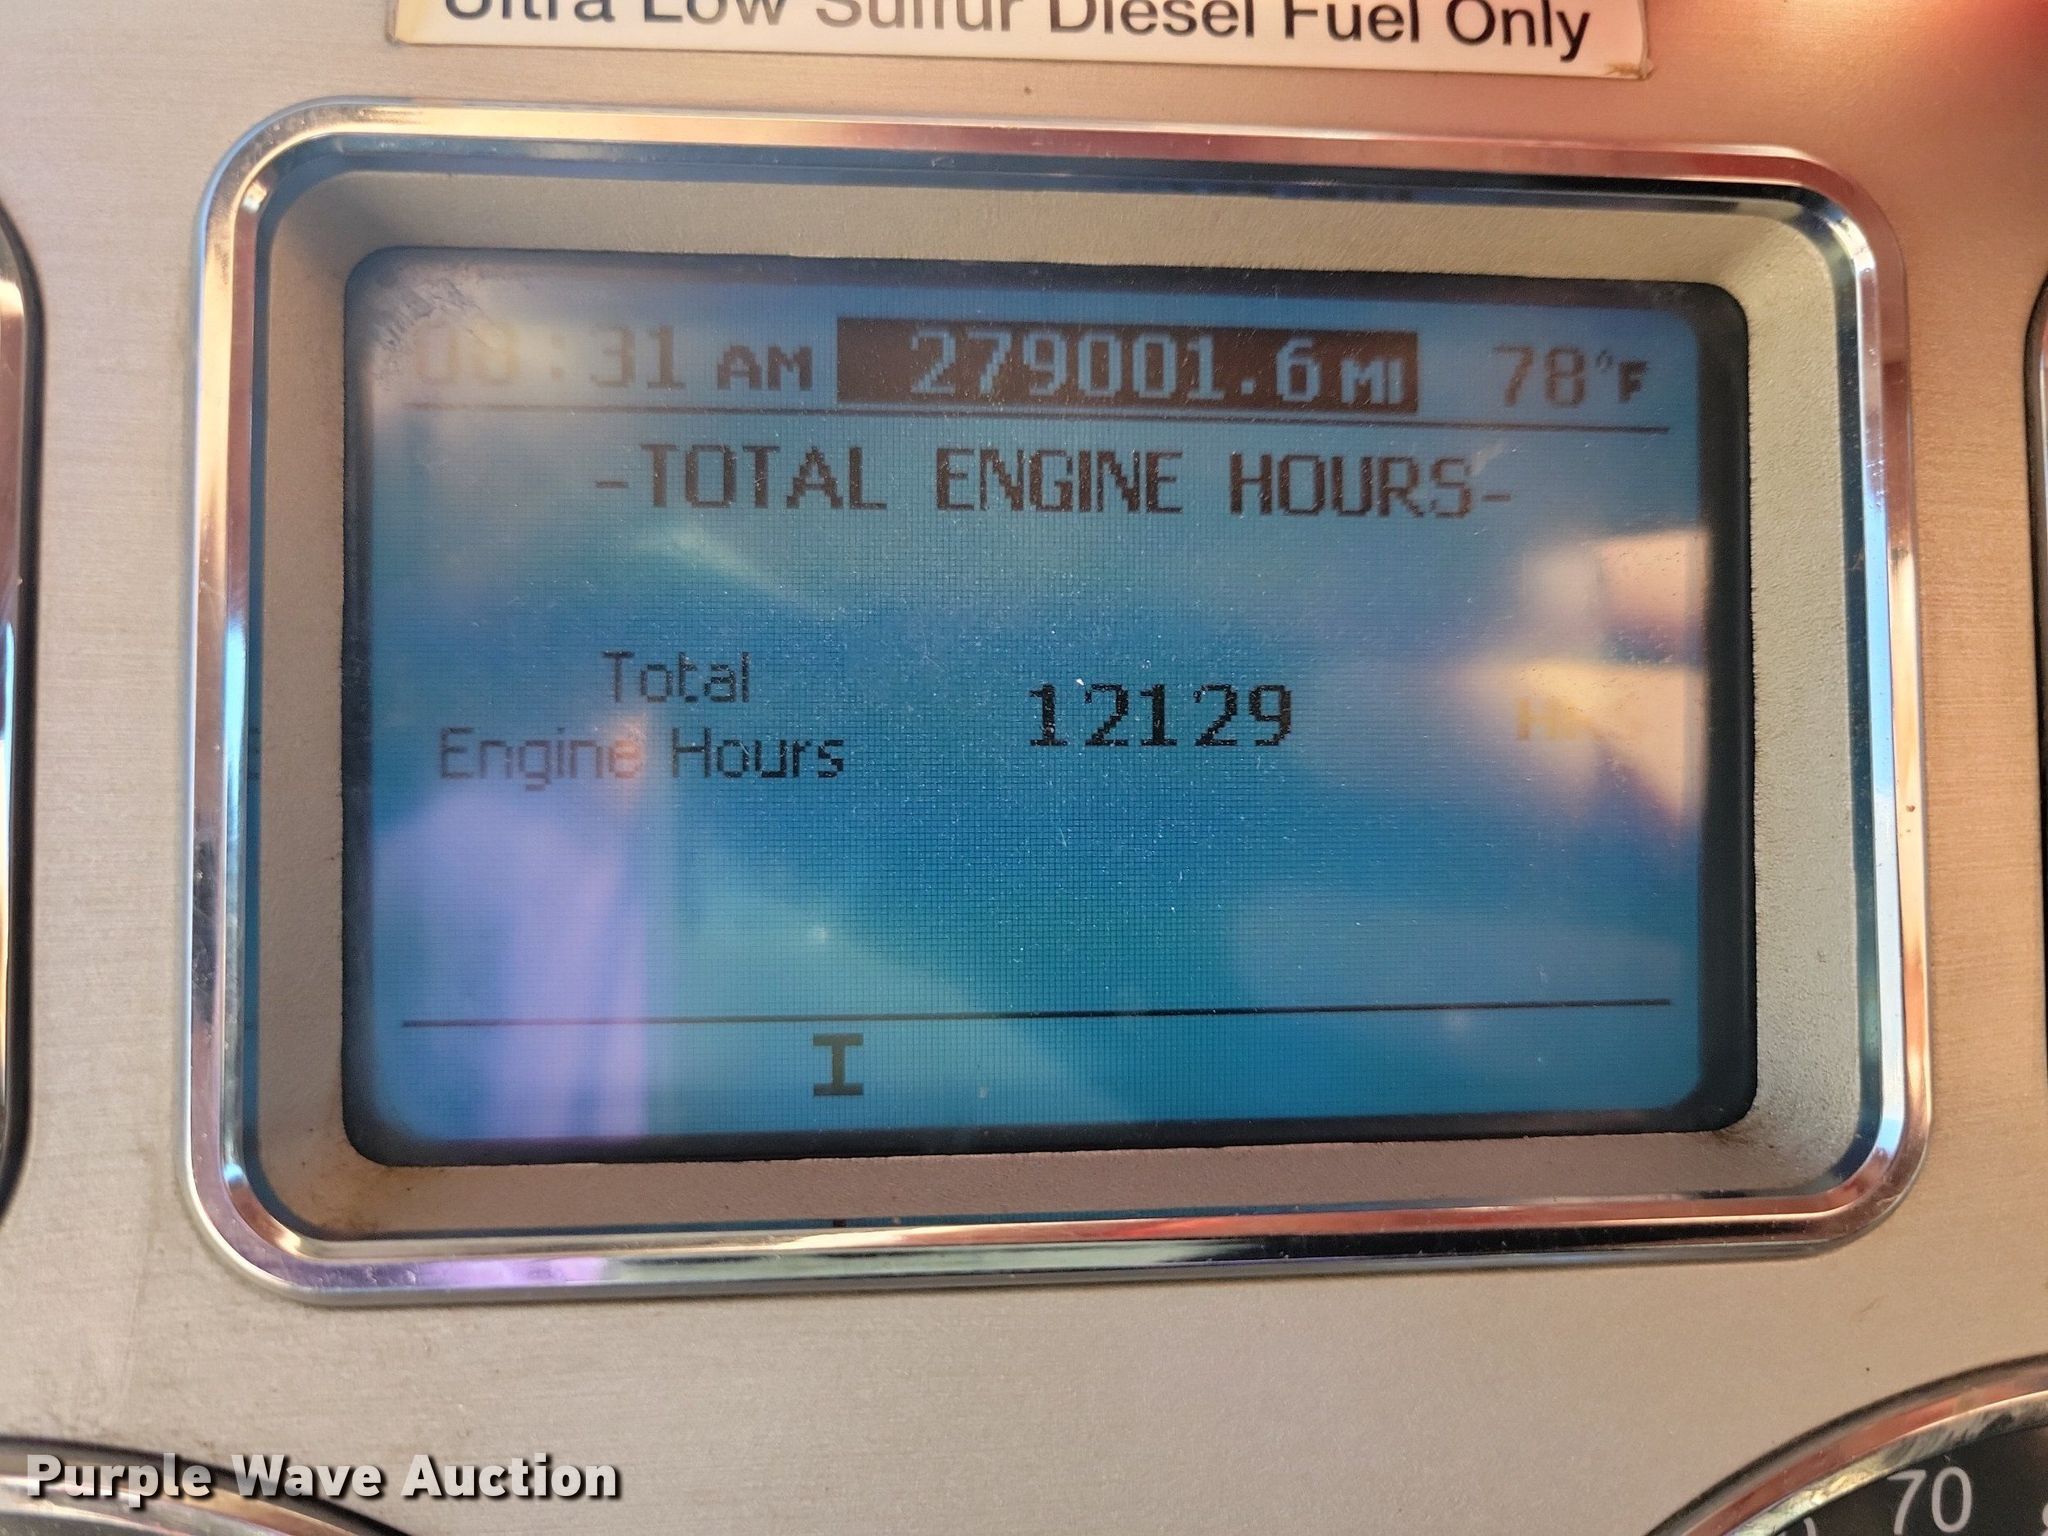 Ultra Low Sulfur Diesel Fuel Only
08:31 AM 279001.6 MI 78°F
-TOTAL ENGINE HOURS-
Total
Engine Hours 12129
I
Purple Wave Auction
70